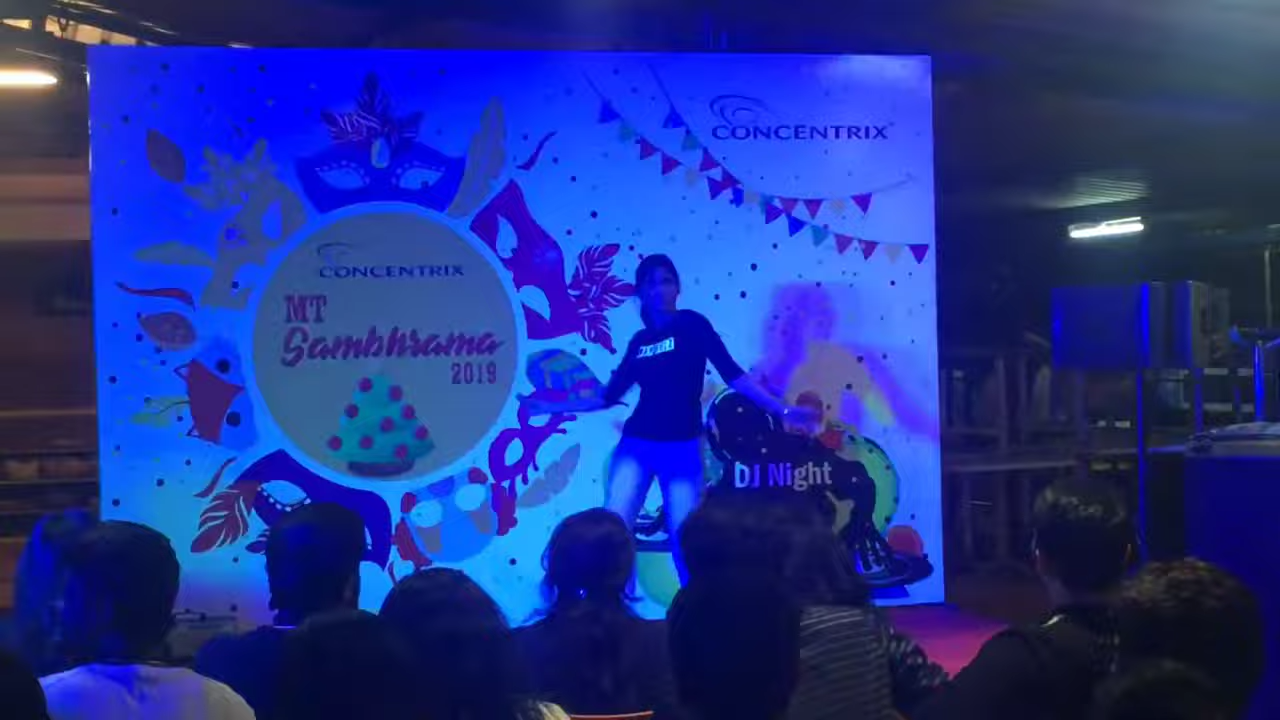 CONCENTRIX
CONCENTRIX
MT
Sambhrama
2019
DJ Night